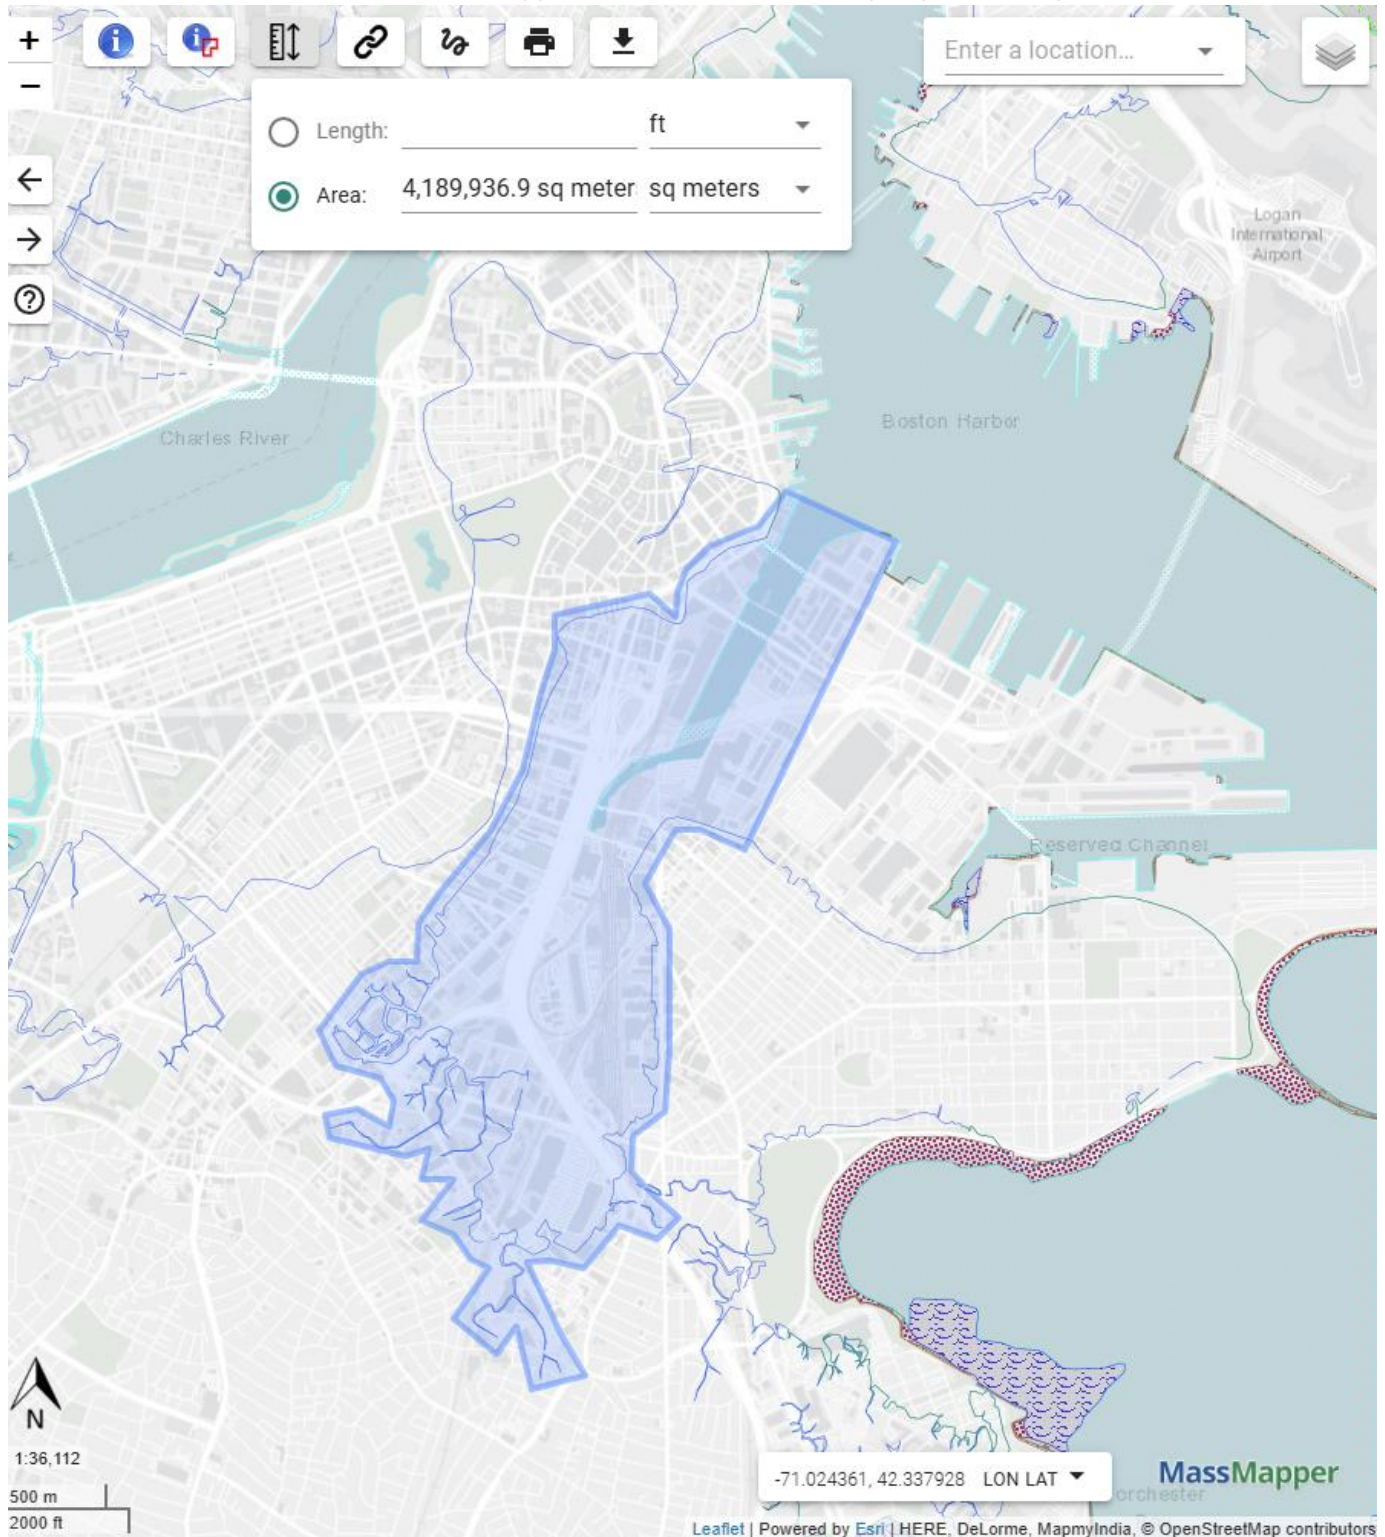 +
Enter a location...
−
Length:
ft
Area:
4,189,936.9 sq meter
sq meters
Logan
International
Airport
Boston Harbor
Charles River
Reserved Channel
N
1:36,112
500 m
2000 ft
-71.024361, 42.337928 LON LAT
MassMapper
orchester
Leaflet | Powered by Esri | HERE, DeLorme, MapmyIndia, © OpenStreetMap contributors